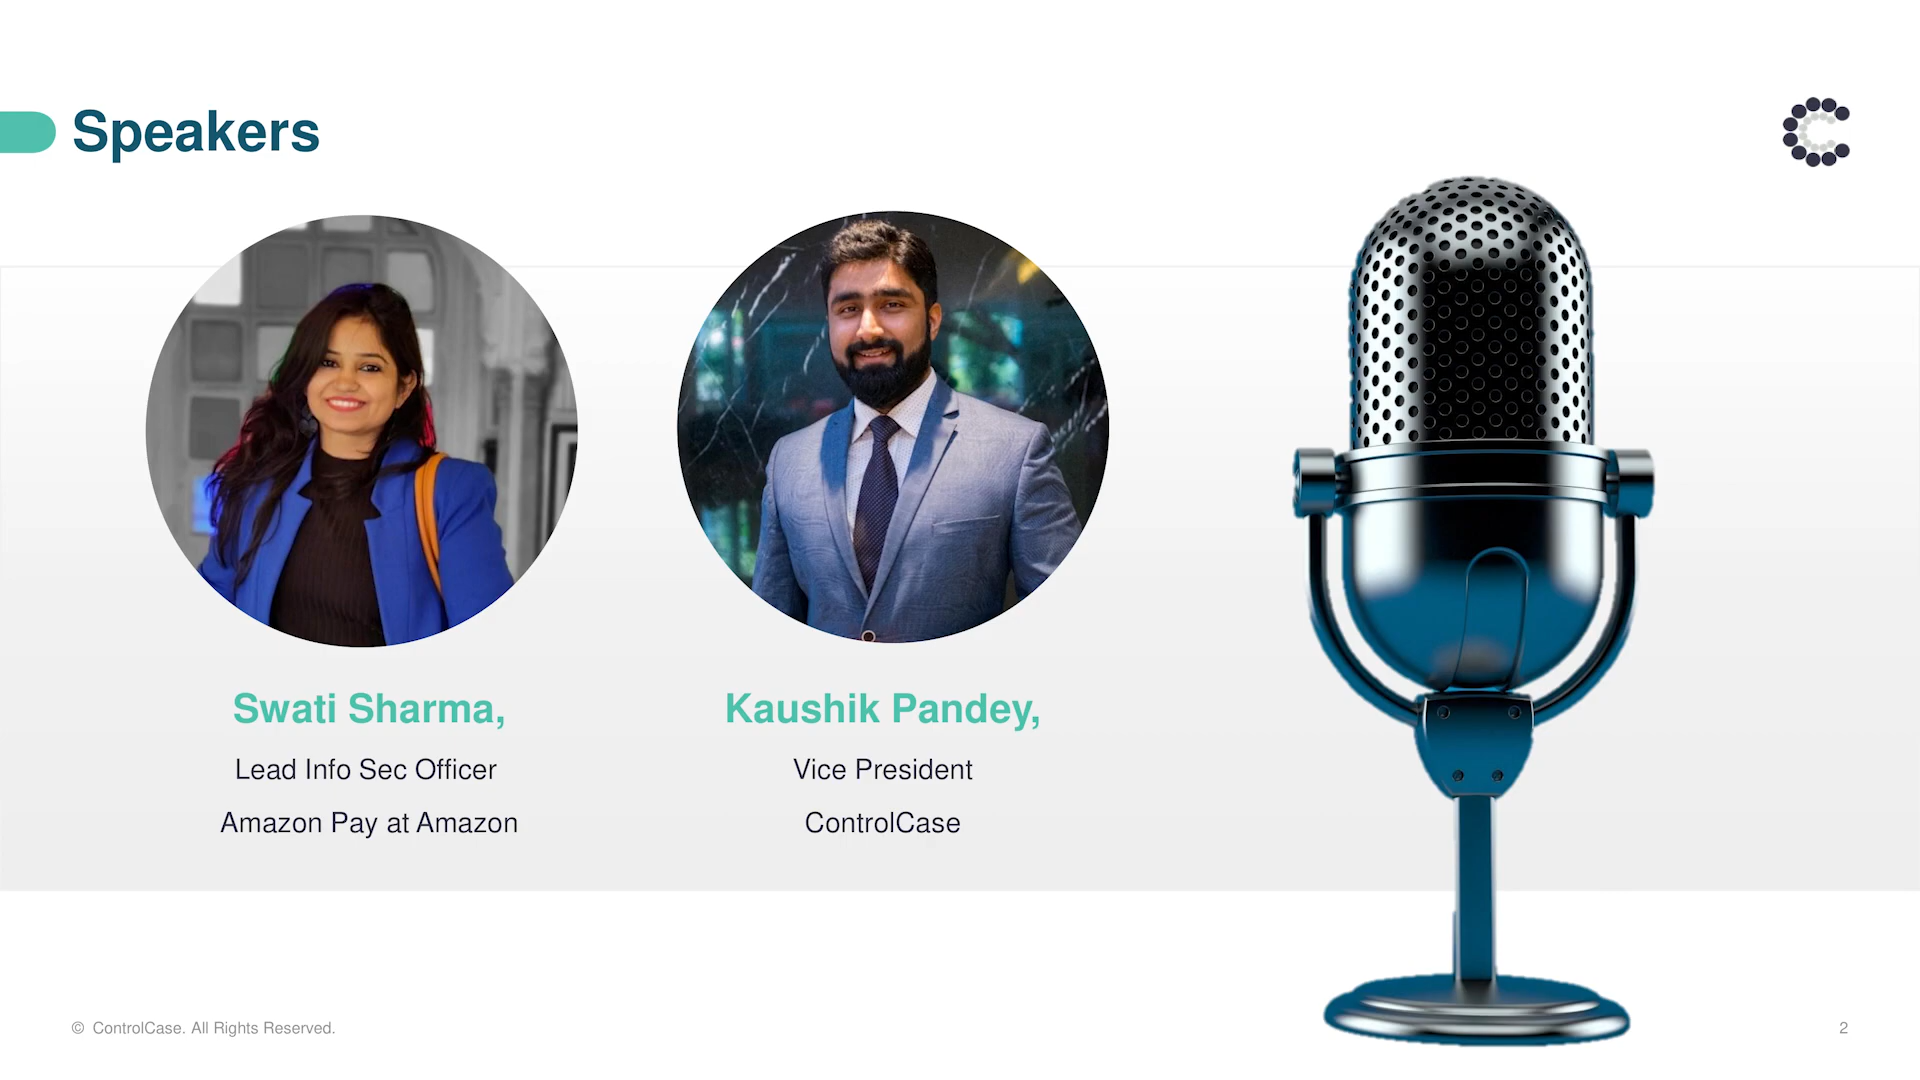 Speakers
Swati Sharma,
Lead Info Sec Officer
Amazon Pay at Amazon
Kaushik Pandey,
Vice President
ControlCase
© ControlCase. All Rights Reserved.
2